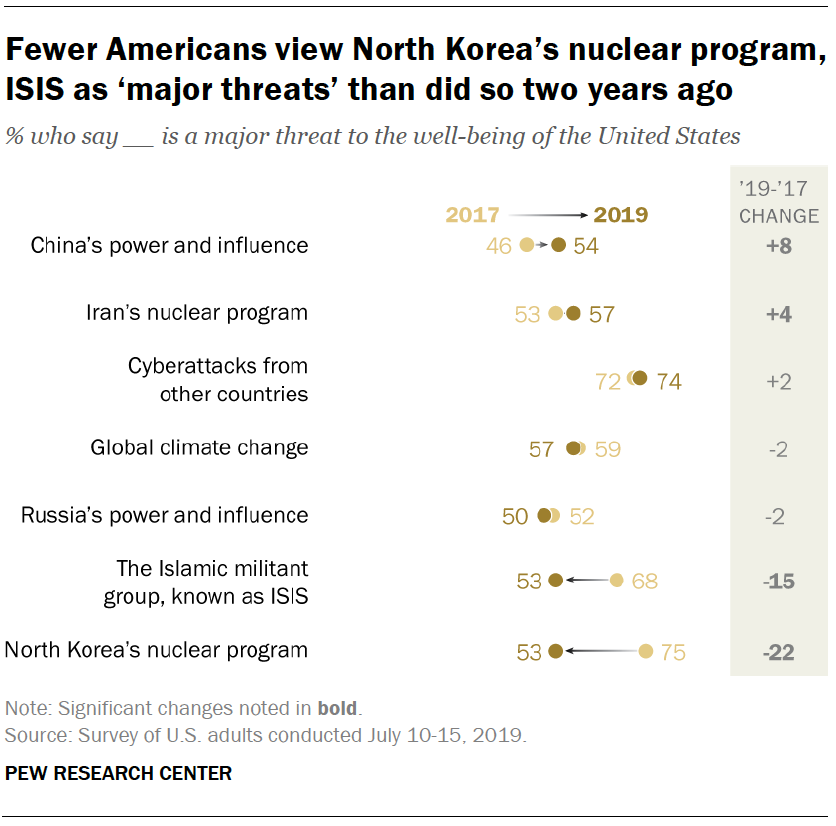 Fewer Americans view North Korea's nuclear program,
ISIS as 'major threats' than did so two years ago
% who say __ is a major threat to the well-being of the United States
'19-'17
CHANGE
2017 2019
China's power and influence 46 54 +8
Iran's nuclear program 53 57 +4
Cyberattacks from
other countries 72 74 +2
Global climate change 57 59 -2
Russia's power and influence 50 52 -2
The Islamic militant
group, known as ISIS 53 68 -15
North Korea's nuclear program 53 75 -22
Note: Significant changes noted in bold.
Source: Survey of U.S. adults conducted July 10-15, 2019.
PEW RESEARCH CENTER